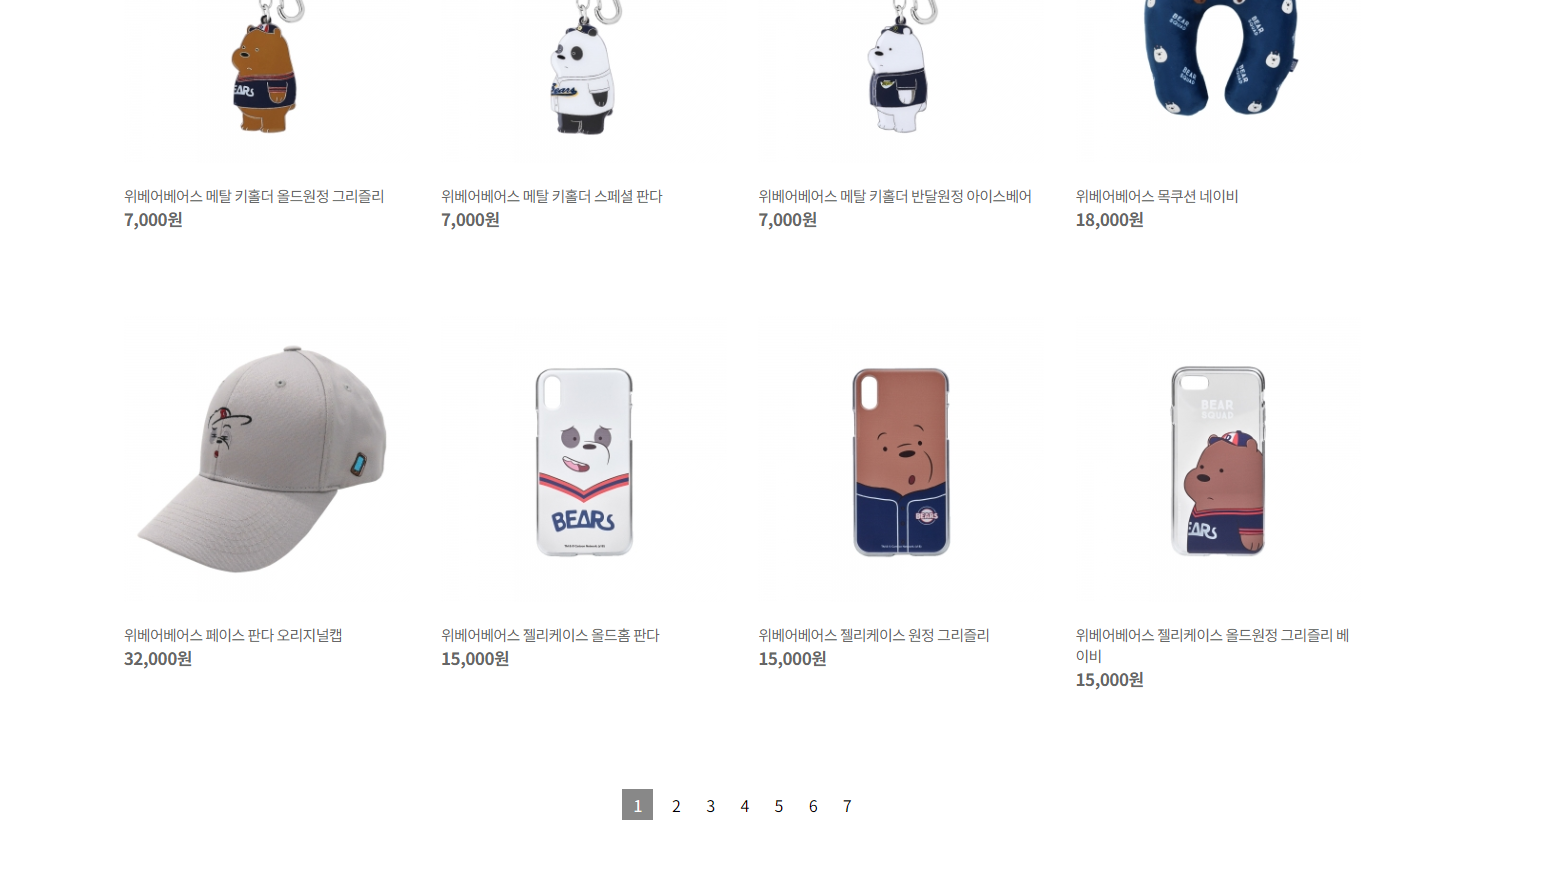 EARs
Bears
BEAR
SQUAD
BEAR
SQUAD
BEAR
SQUAD
BEAR
SQUAD
위베어베어스 메탈 키홀더 올드원정 그리즐리
7,000원
위베어베어스 메탈 키홀더 스페셜 판다
7,000원
위베어베어스 메탈 키홀더 반달원정 아이스베어
7,000원
위베어베어스 목쿠션 네이비
18,000원
BEARs
BEARS
BEAR
SQUAD
EARs
위베어베어스 페이스 판다 오리지널캡
32,000원
위베어베어스 젤리케이스 올드홈 판다
15,000원
위베어베어스 젤리케이스 원정 그리즐리
15,000원
위베어베어스 젤리케이스 올드원정 그리즐리 베
이비
15,000원
1 2 3 4 5 6 7